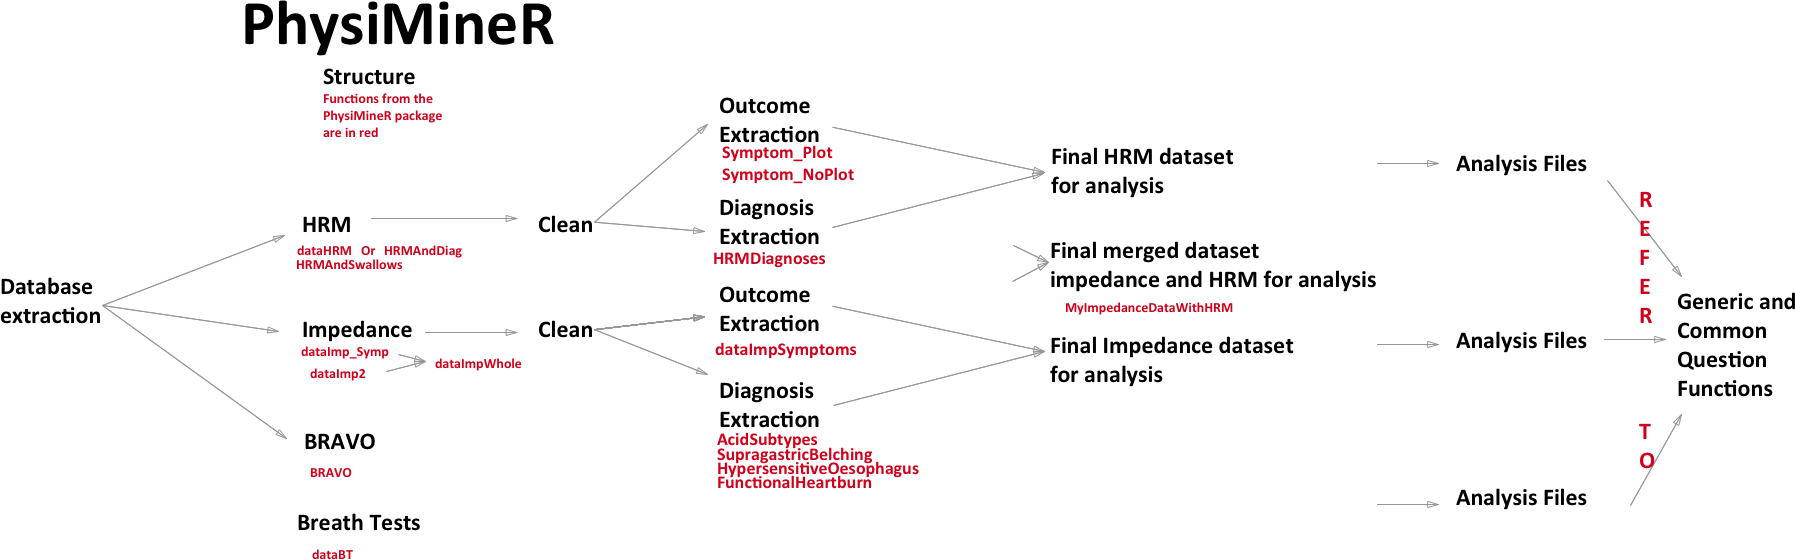 PhysiMineR
Structure
Functions from the
PhysiMineR package
are in red
Database
extraction
HRM
dataHRM Or HRMAndDiag
HRMAndSwallows
Impedance
dataImp_Symp
dataImp2
dataImpWhole
BRAVO
BRAVO
Breath Tests
dataBT
Clean
Clean
Outcome
Extraction
Symptom_Plot
Symptom_NoPlot
Diagnosis
Extraction
HRMDiagnoses
Outcome
Extraction
dataImpSymptoms
Diagnosis
Extraction
AcidSubtypes
SupragastricBelching
HypersensitiveOesophagus
FunctionalHeartburn
Final HRM dataset
for analysis
Final merged dataset
impedance and HRM for analysis
MyImpedanceDataWithHRM
Final Impedance dataset
for analysis
Analysis Files
Analysis Files
Analysis Files
R
E
F
E
R
T
O
Generic and
Common
Question
Functions